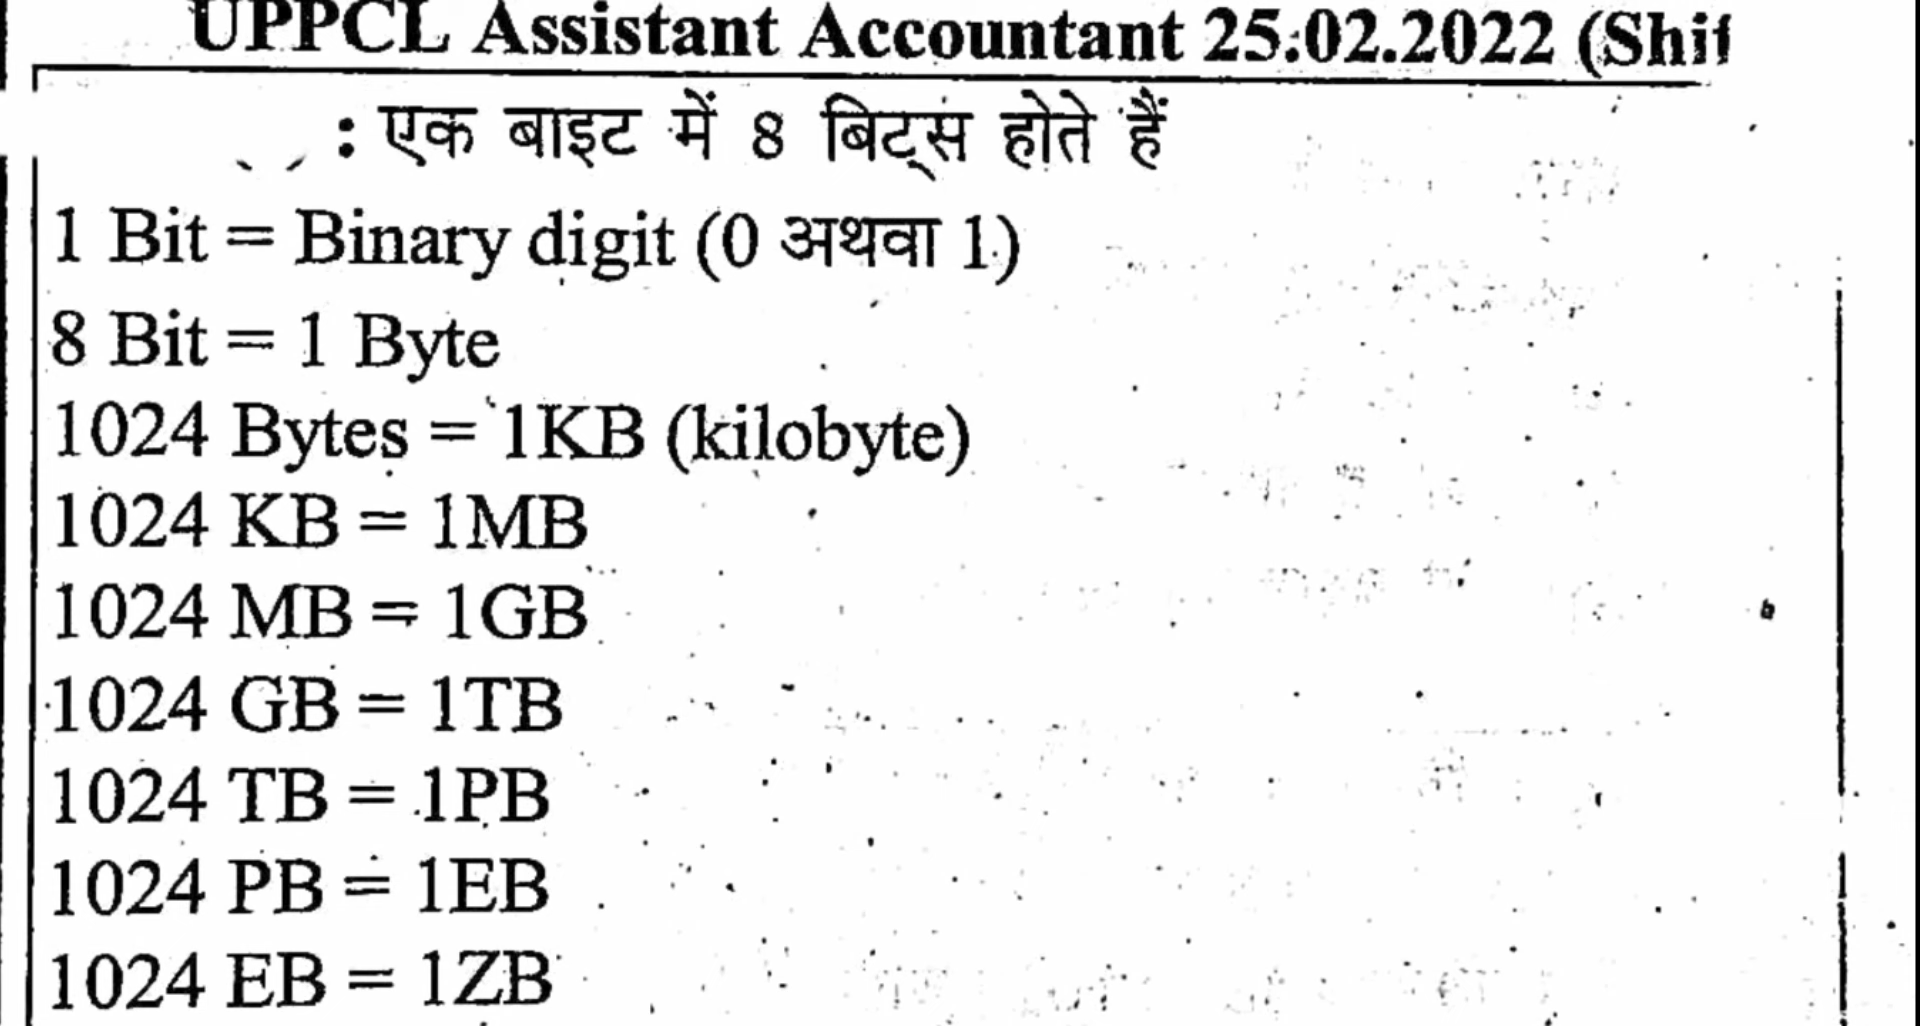 UPPCL Assistant Accountant 25.02.2022 (Shif
: एक बाइट में 8 बिट्स होते हैं
1 Bit = Binary digit (0 अथवा 1)
8 Bit = 1 Byte
1024 Bytes = 1KB (kilobyte)
1024 KB = 1MB
1024 MB = 1GB
1024 GB = 1TB
1024 TB = 1PB
1024 PB = 1EB
1024 EB = 1ZB